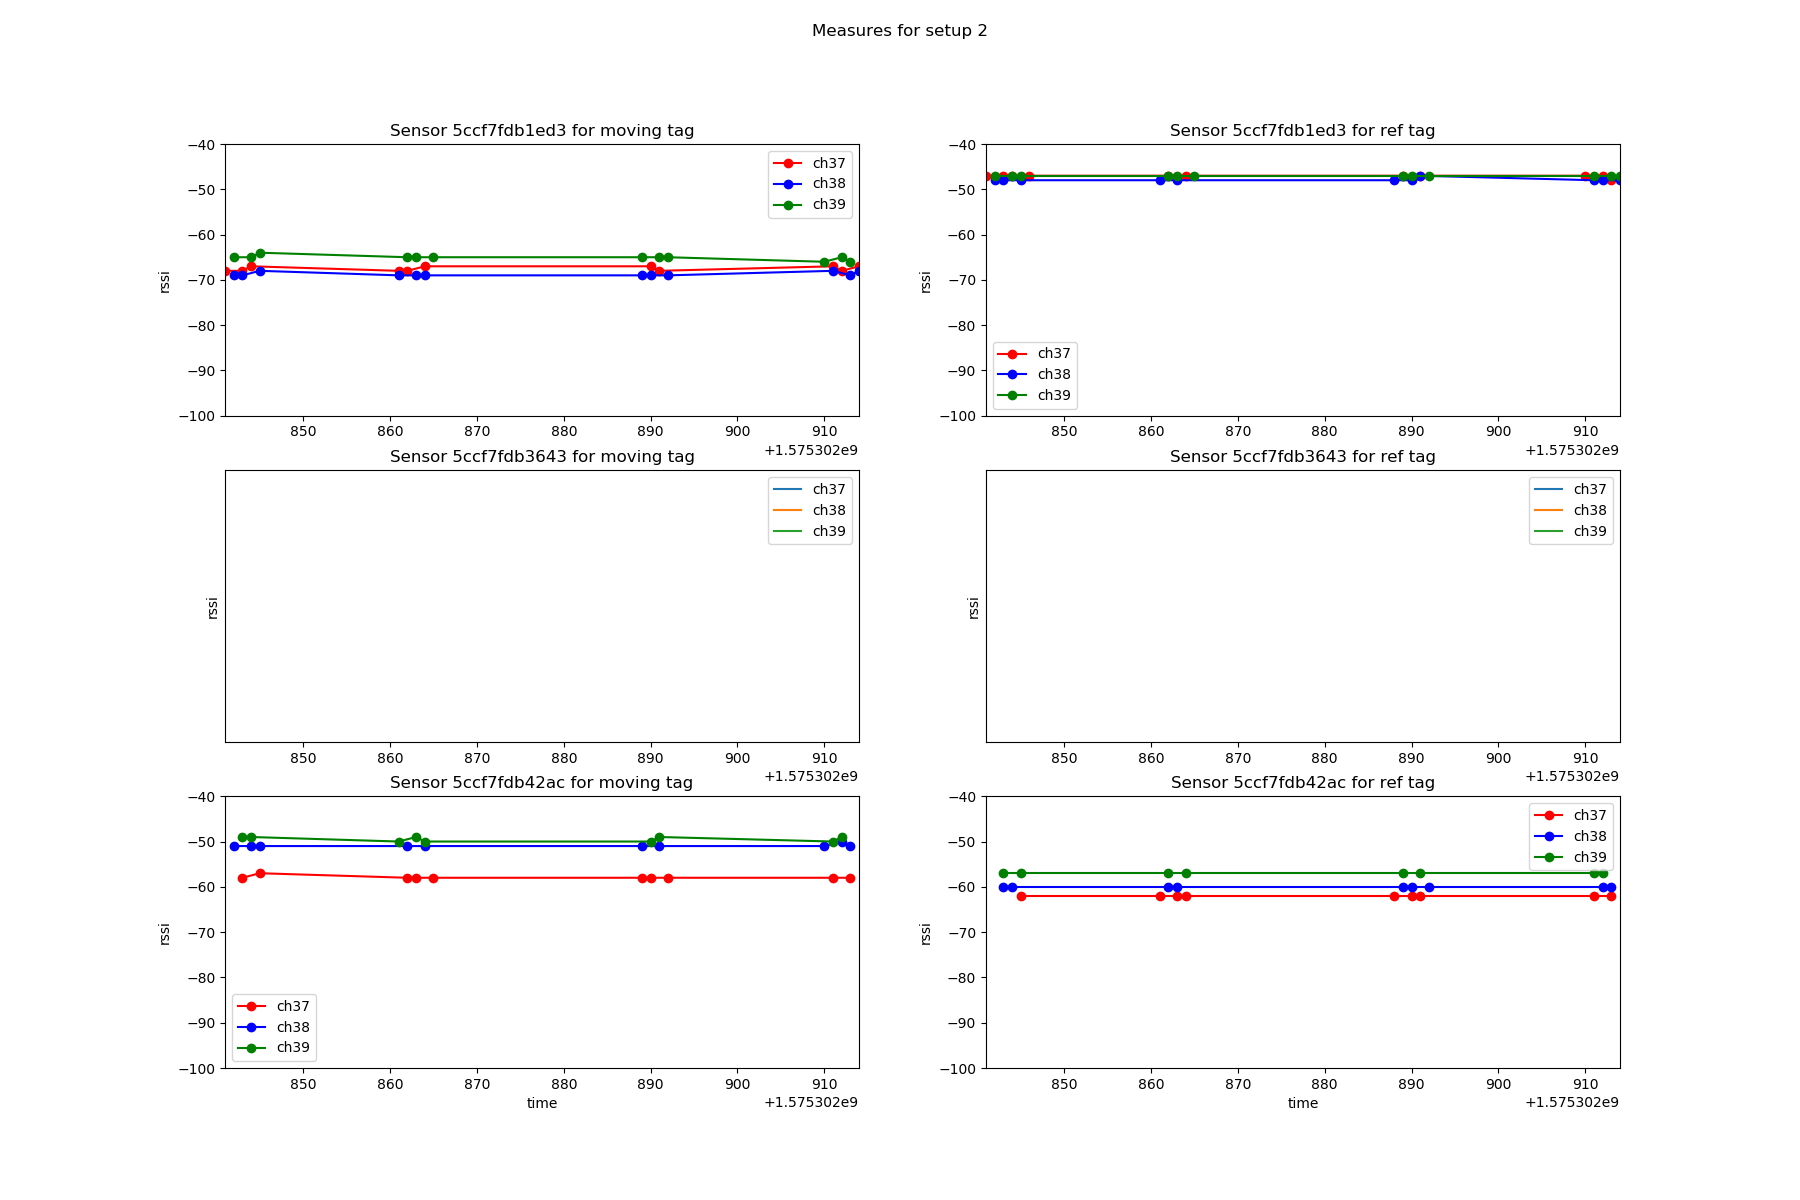 Measures for setup 2
Sensor 5ccf7fdb1ed3 for moving tag
−40
−50
−60
−70
−80
−90
−100
rssi
ch37
ch38
ch39
850 860 870 880 890 900 910
+1.575302e9
Sensor 5ccf7fdb1ed3 for ref tag
−40
−50
−60
−70
−80
−90
−100
rssi
ch37
ch38
ch39
850 860 870 880 890 900 910
+1.575302e9
Sensor 5ccf7fdb3643 for moving tag
rssi
ch37
ch38
ch39
850 860 870 880 890 900 910
+1.575302e9
Sensor 5ccf7fdb3643 for ref tag
rssi
ch37
ch38
ch39
850 860 870 880 890 900 910
+1.575302e9
Sensor 5ccf7fdb42ac for moving tag
−40
−50
−60
−70
−80
−90
−100
rssi
ch37
ch38
ch39
850 860 870 880 890 900 910
time
+1.575302e9
Sensor 5ccf7fdb42ac for ref tag
−40
−50
−60
−70
−80
−90
−100
rssi
ch37
ch38
ch39
850 860 870 880 890 900 910
time
+1.575302e9